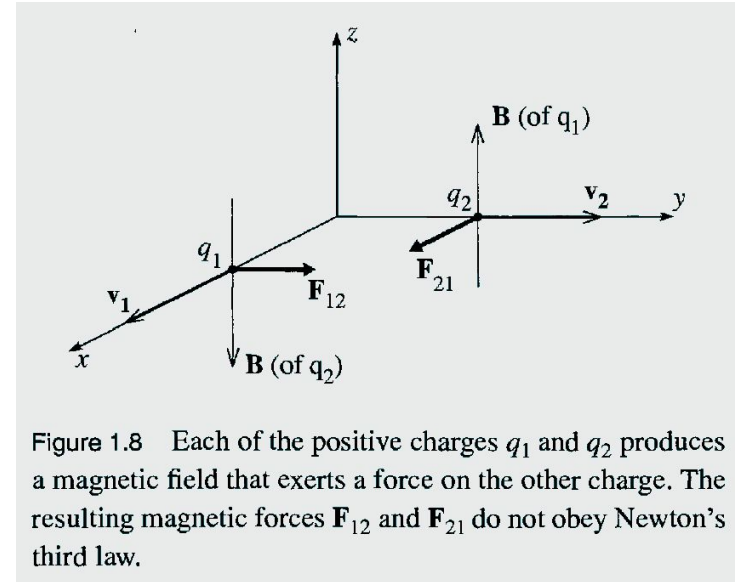 z
B (of q₁)
q₂
v₂
y
q₁
F₂₁
F₁₂
v₁
x
B (of q₂)
Figure 1.8 Each of the positive charges q₁ and q₂ produces
a magnetic field that exerts a force on the other charge. The
resulting magnetic forces F₁₂ and F₂₁ do not obey Newton's
third law.